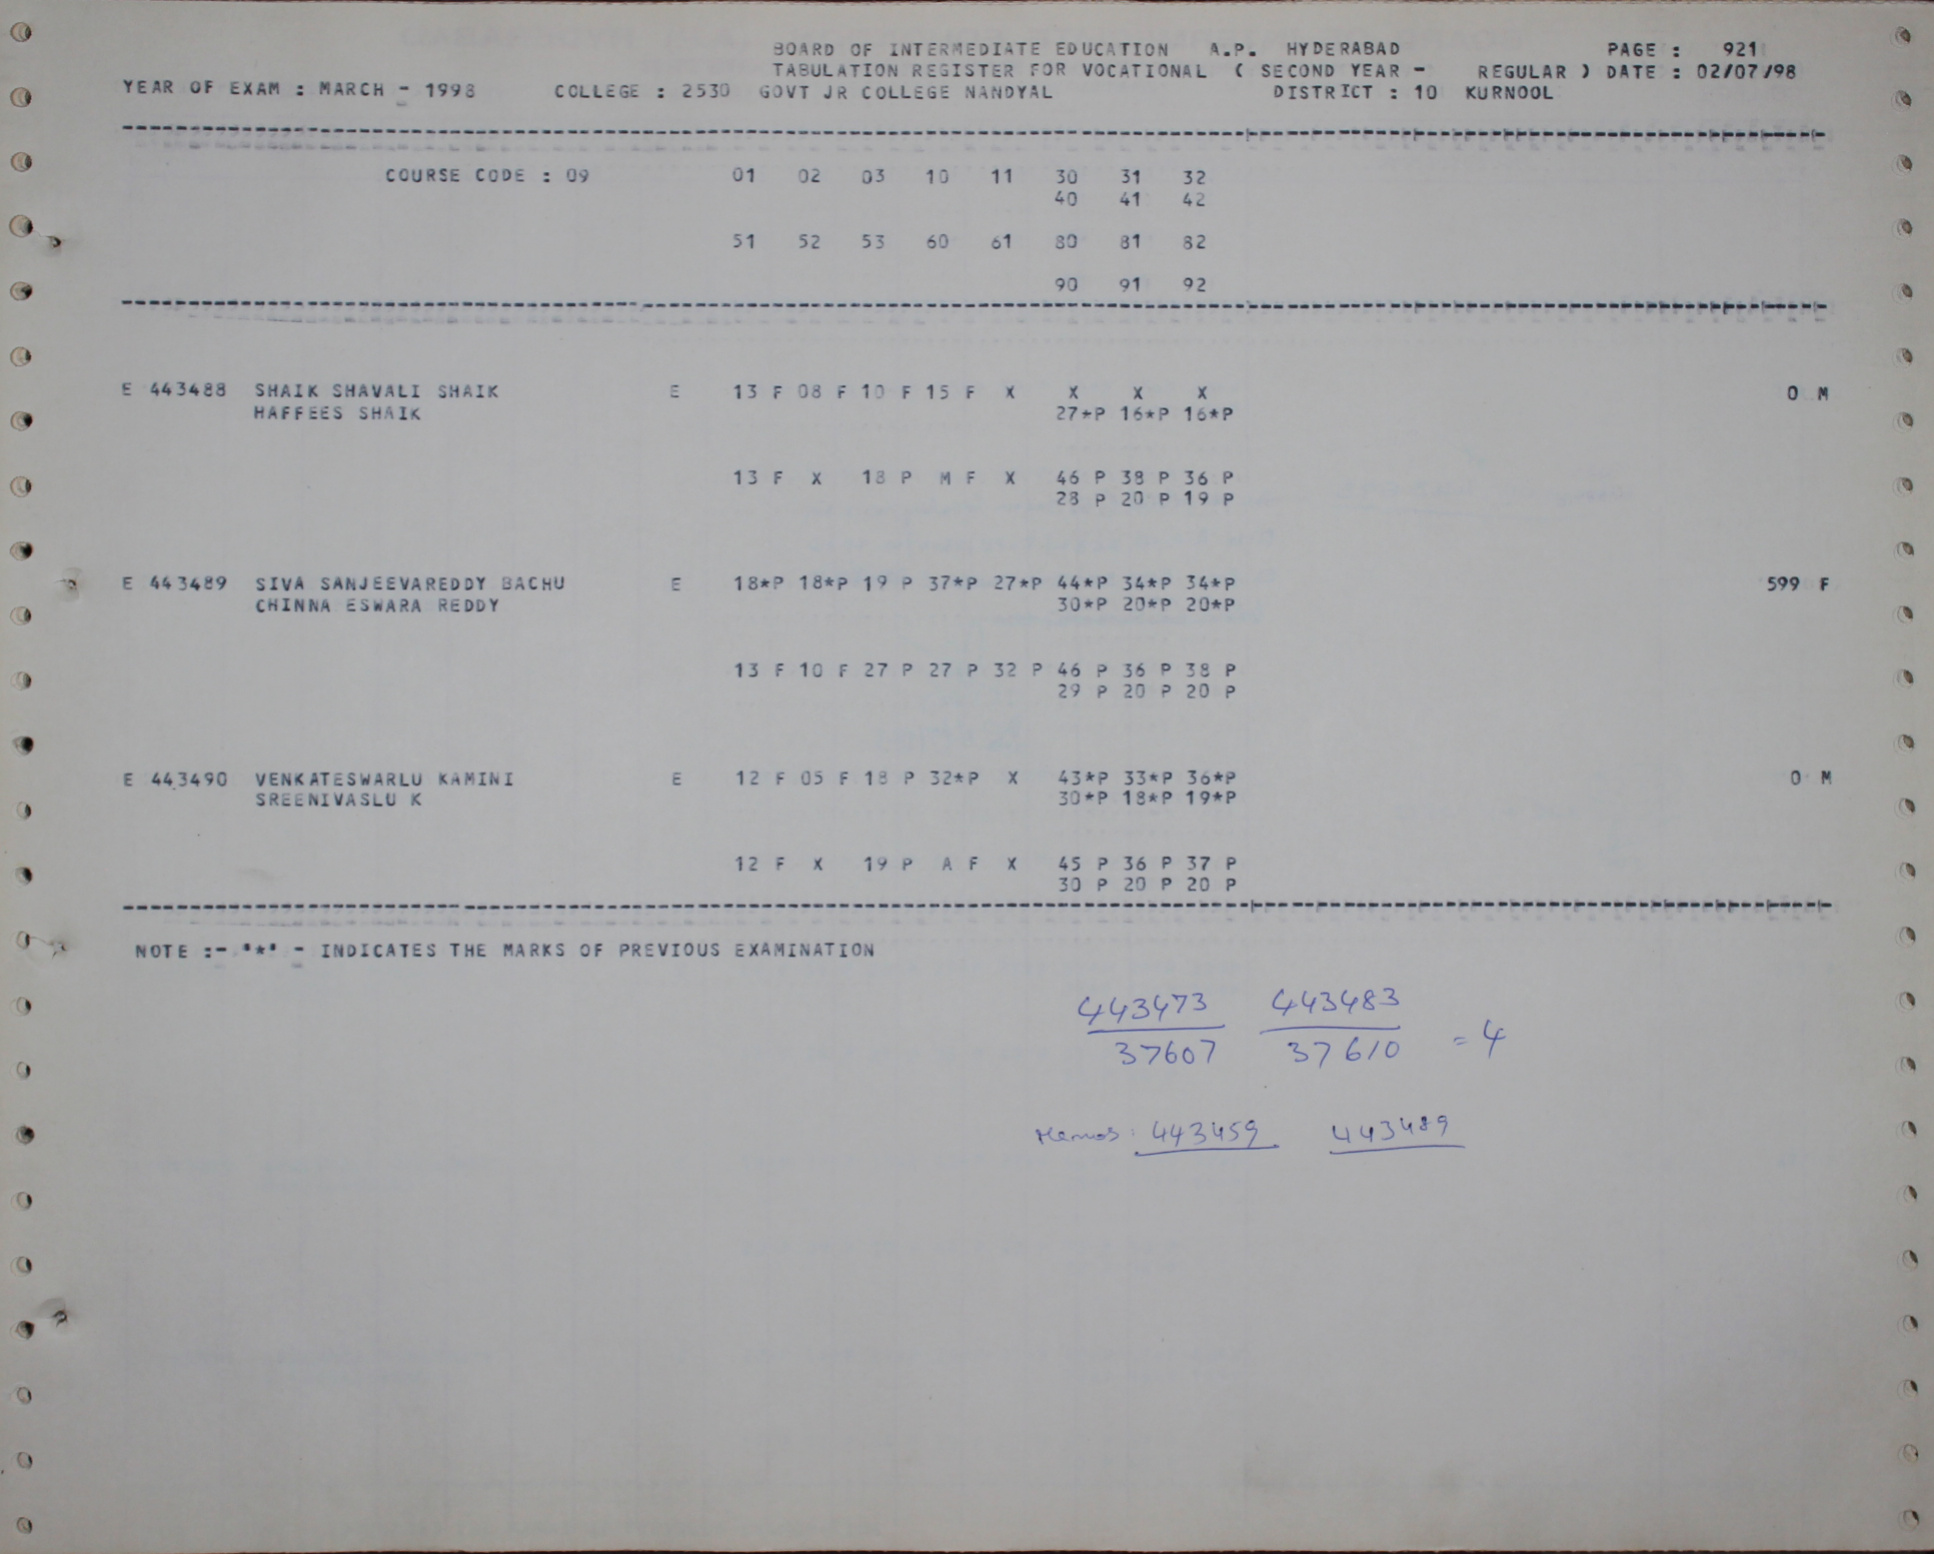 BOARD OF INTERMEDIATE EDUCATION A.P. HYDERABAD PAGE : 921
TABULATION REGISTER FOR VOCATIONAL ( SECOND YEAR - REGULAR ) DATE : 02/07/98
YEAR OF EXAM : MARCH - 1998 COLLEGE : 2530 GOVT JR COLLEGE NANDYAL DISTRICT : 10 KURNOOL
COURSE CODE : 09 01 02 03 10 11 30 31 32
40 41 42
51 52 53 60 61 80 81 82
90 91 92
E 443488 SHAIK SHAVALI SHAIK E 13 F 08 F 10 F 15 F X X X X 0 M
HAFFEES SHAIK 27*P 16*P 16*P
13 F X 18 P M F X 46 P 38 P 36 P
28 P 20 P 19 P
E 443489 SIVA SANJEEVAREDDY BACHU E 18*P 18*P 19 P 37*P 27*P 44*P 34*P 34*P 599 F
CHINNA ESWARA REDDY 30*P 20*P 20*P
13 F 10 F 27 P 27 P 32 P 46 P 36 P 38 P
29 P 20 P 20 P
E 443490 VENKATESWARLU KAMINI E 12 F 05 F 18 P 32*P X 43*P 33*P 36*P 0 M
SREENIVASLU K 30*P 18*P 19*P
12 F X 19 P A F X 45 P 36 P 37 P
30 P 20 P 20 P
NOTE :- '*' - INDICATES THE MARKS OF PREVIOUS EXAMINATION
443473 443483
37607 37610 = 4
Memos: 443459 443489